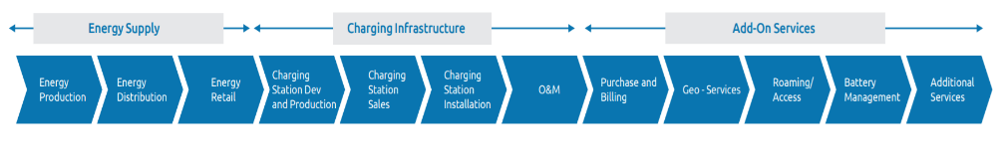 Energy Supply
Charging Infrastructure
Add-On Services
Energy
Production
Energy
Distribution
Energy
Retail
Charging
Station Dev
and Production
Charging
Station
Sales
Charging
Station
Installation
O&M
Purchase and
Billing
Geo - Services
Roaming/
Access
Battery
Management
Additional
Services